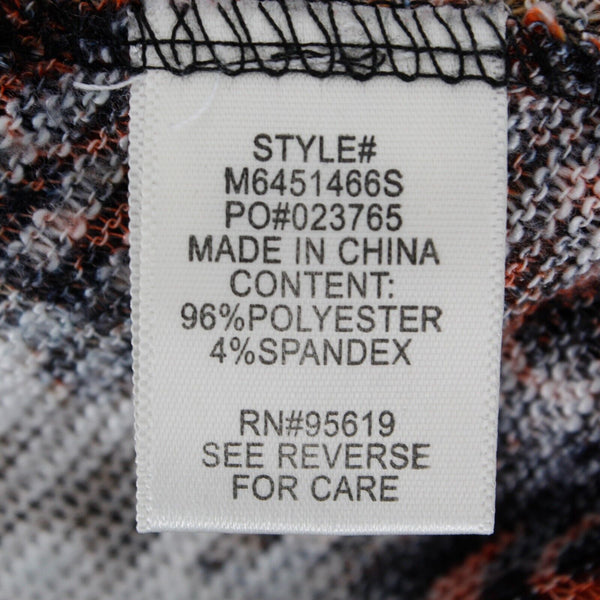 STYLE#
M6451466S
PO#023765
MADE IN CHINA
CONTENT:
96%POLYESTER
4%SPANDEX
RN#95619
SEE REVERSE
FOR CARE